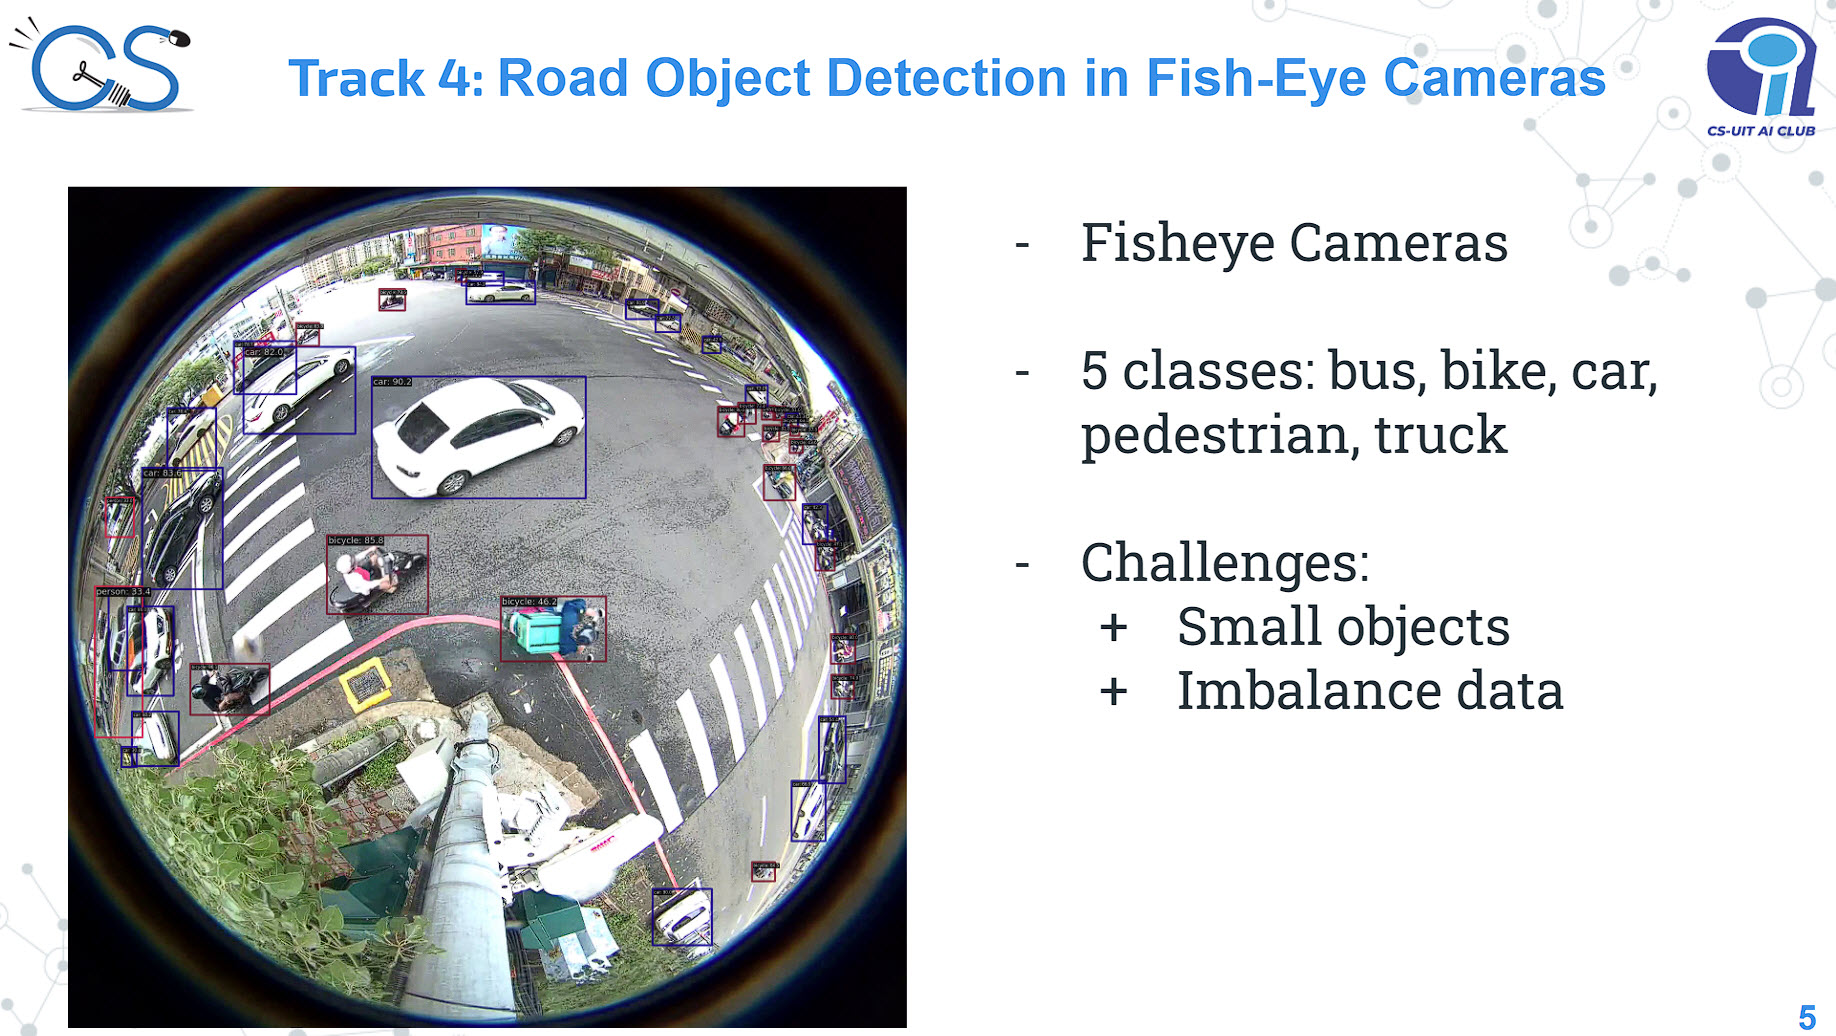 CS
Track 4: Road Object Detection in Fish-Eye Cameras
CS-UIT AI CLUB
- Fisheye Cameras
- 5 classes: bus, bike, car,
pedestrian, truck
- Challenges:
+ Small objects
+ Imbalance data
car: 82.0
car: 90.2
car: 83.6
bicycle: 85.8
person: 33.4
bicycle: 46.2
5